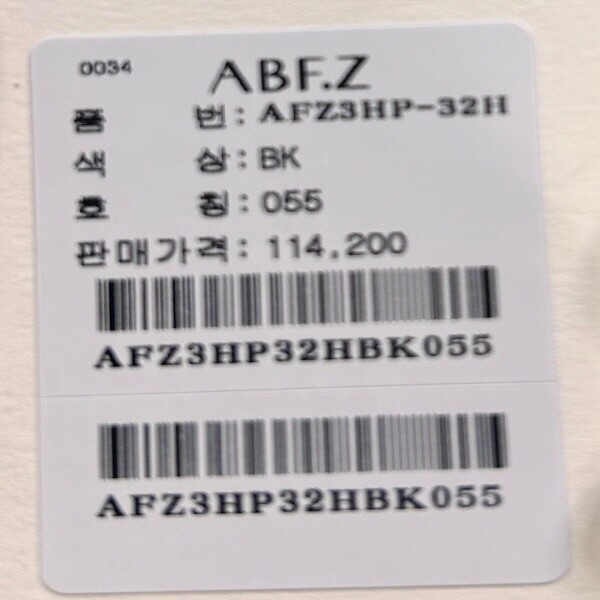 0034
ABF.Z
품 번: AFZ3HP-32H
색 상: BK
호 칭: 055
판매가격: 114,200
AFZ3HP32HBK055
AFZ3HP32HBK055